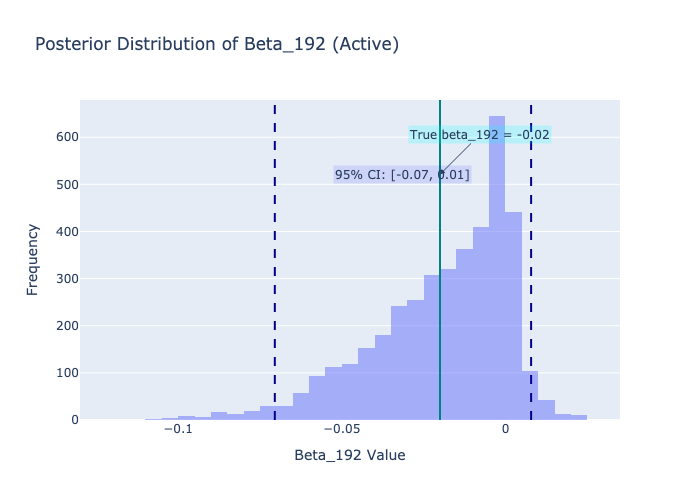 Posterior Distribution of Beta_192 (Active)
True beta_192 = -0.02
95% CI: [-0.07, 0.01]
600
500
400
300
200
100
0
Frequency
−0.1
−0.05
0
Beta_192 Value